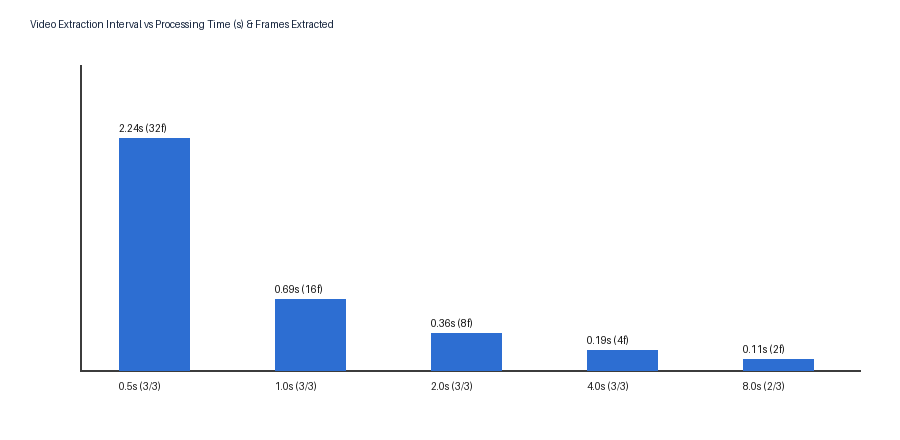 Video Extraction Interval vs Processing Time (s) & Frames Extracted
2.24s (32f)
0.69s (16f)
0.36s (8f)
0.19s (4f)
0.11s (2f)
0.5s (3/3)
1.0s (3/3)
2.0s (3/3)
4.0s (3/3)
8.0s (2/3)